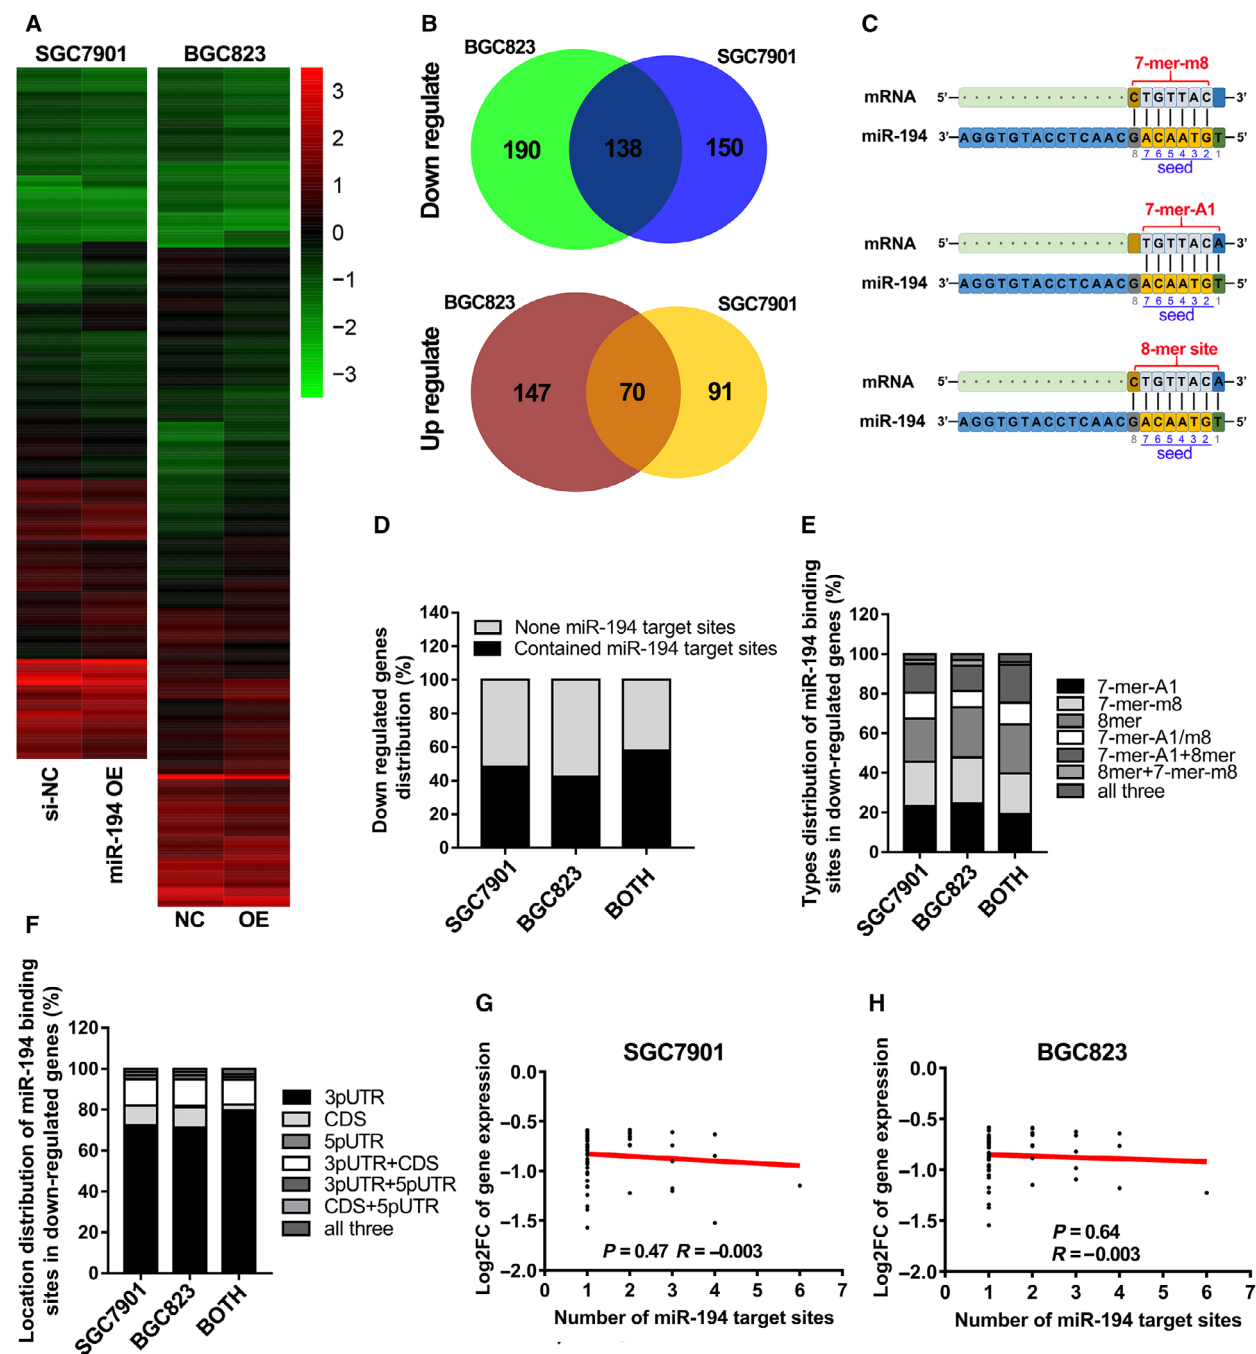 A
SGC7901 BGC823
3
2
1
0
−1
−2
−3
si-NC
miR-194 OE
NC OE
B
Down regulate
BGC823
SGC7901
190 138 150
Up regulate
BGC823
SGC7901
147 70 91
C
7-mer-m8
mRNA 5' C T G T T A C 3'
miR-194 3' A G G T G T A C C T C A A C G A C A A T G T 5'
8 7 6 5 4 3 2 1
seed
7-mer-A1
mRNA 5' T G T T A C A 3'
miR-194 3' A G G T G T A C C T C A A C G A C A A T G T 5'
8 7 6 5 4 3 2 1
seed
8-mer site
mRNA 5' C T G T T A C A 3'
miR-194 3' A G G T G T A C C T C A A C G A C A A T G T 5'
8 7 6 5 4 3 2 1
seed
D
Down regulated genes
distribution (%)
140
120
100
80
60
40
20
0
None miR-194 target sites
Contained miR-194 target sites
SGC7901
BGC823
BOTH
E
Types distribution of miR-194 binding
sites in down-regulated genes (%)
120
100
80
60
40
20
0
SGC7901
BGC823
BOTH
7-mer-A1
7-mer-m8
8mer
7-mer-A1/m8
7-mer-A1+8mer
8mer+7-mer-m8
all three
F
Location distribution of miR-194 binding
sites in down-regulated genes (%)
120
100
80
60
40
20
0
SGC7901
BGC823
BOTH
3pUTR
CDS
5pUTR
3pUTR+CDS
3pUTR+5pUTR
CDS+5pUTR
all three
G
SGC7901
Log2FC of gene expression
0.0
−0.5
−1.0
−1.5
−2.0
P = 0.47 R = −0.003
0 1 2 3 4 5 6 7
Number of miR-194 target sites
H
BGC823
Log2FC of gene expression
0.0
−0.5
−1.0
−1.5
−2.0
P = 0.64
R = −0.003
0 1 2 3 4 5 6 7
Number of miR-194 target sites